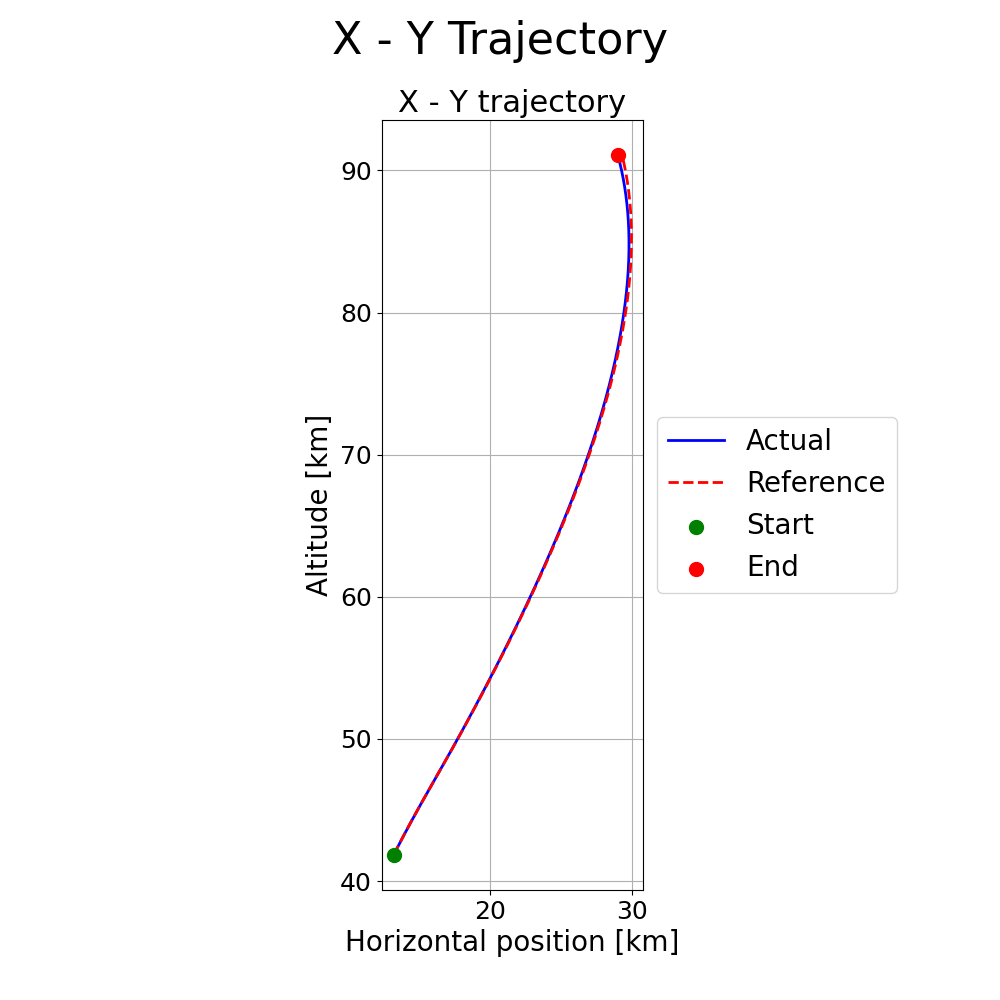 X - Y Trajectory
X - Y trajectory
90
80
70
60
50
40
Altitude [km]
20 30
Horizontal position [km]
Actual
Reference
Start
End